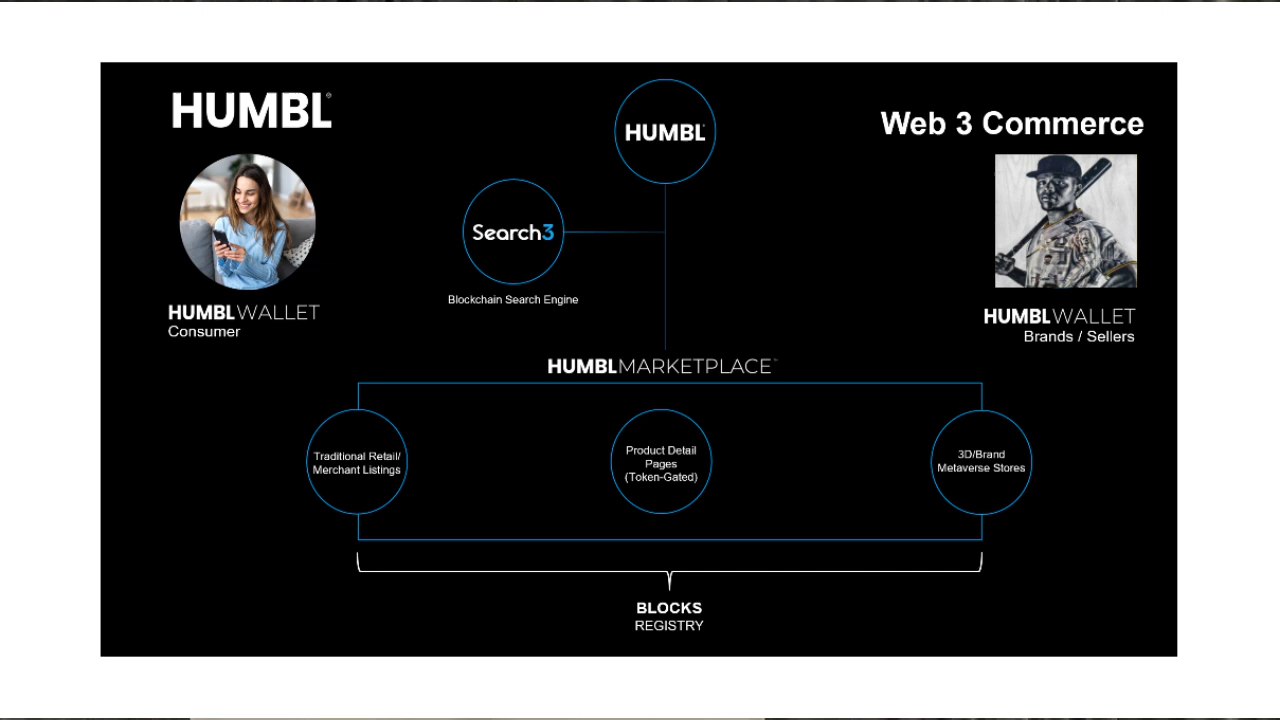 HUMBL®
HUMBL
Web 3 Commerce
Search3
Blockchain Search Engine
HUMBLWALLET
Consumer
HUMBLWALLET
Brands / Sellers
HUMBLMARKETPLACE™
Traditional Retail/
Merchant Listings
Product Detail
Pages
(Token-Gated)
3D/Brand
Metaverse Stores
BLOCKS
REGISTRY